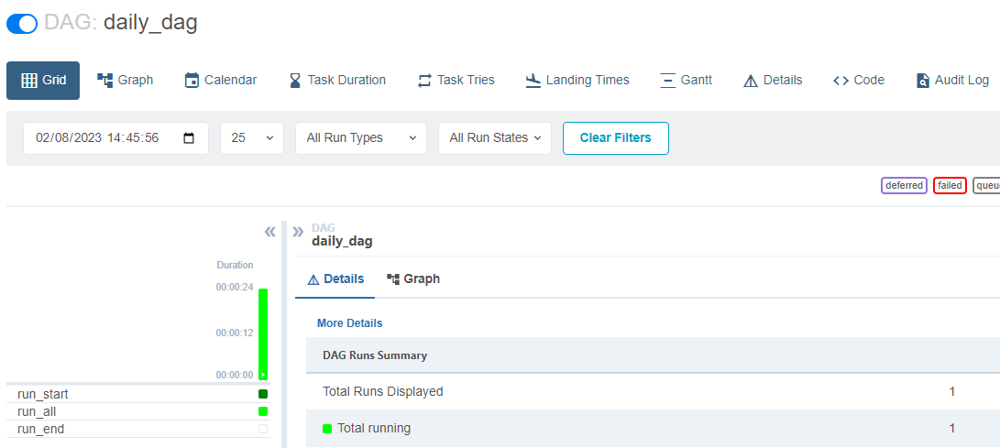 DAG: daily_dag
Grid Graph Calendar Task Duration Task Tries Landing Times Gantt Details Code Audit Log
02/08/2023 14:45:56 25 All Run Types All Run States Clear Filters
deferred failed
DAG
daily_dag
Duration
00:00:24
00:00:12
00:00:00
run_start
run_all
run_end
Details Graph
More Details
DAG Runs Summary
Total Runs Displayed 1
Total running 1